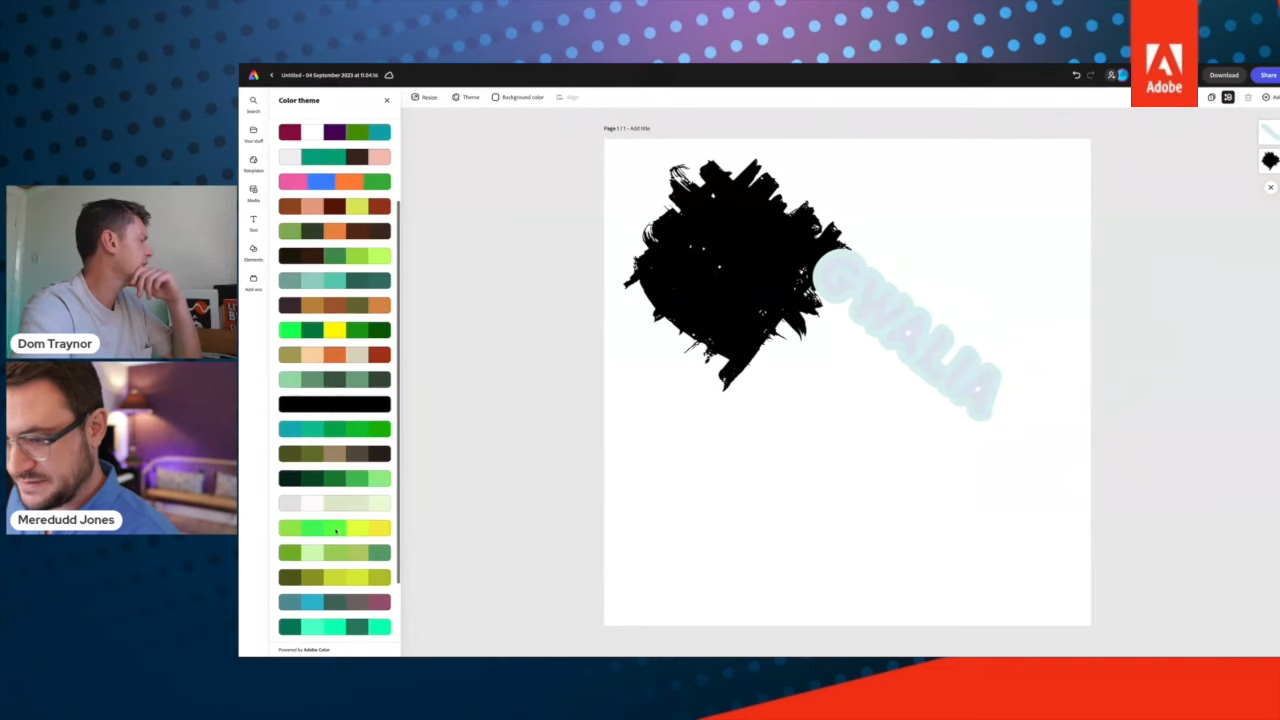 Adobe
Untitled - 04 September 2023 at 11.04.16
Download
Share
Color theme
Resize
Theme
Background color
Align
Search
Your stuff
Templates
Media
Text
Elements
Add-ons
Page 1 / 1 - Add title
GWALIA
Dom Traynor
Meredudd Jones
Powered by Adobe Color